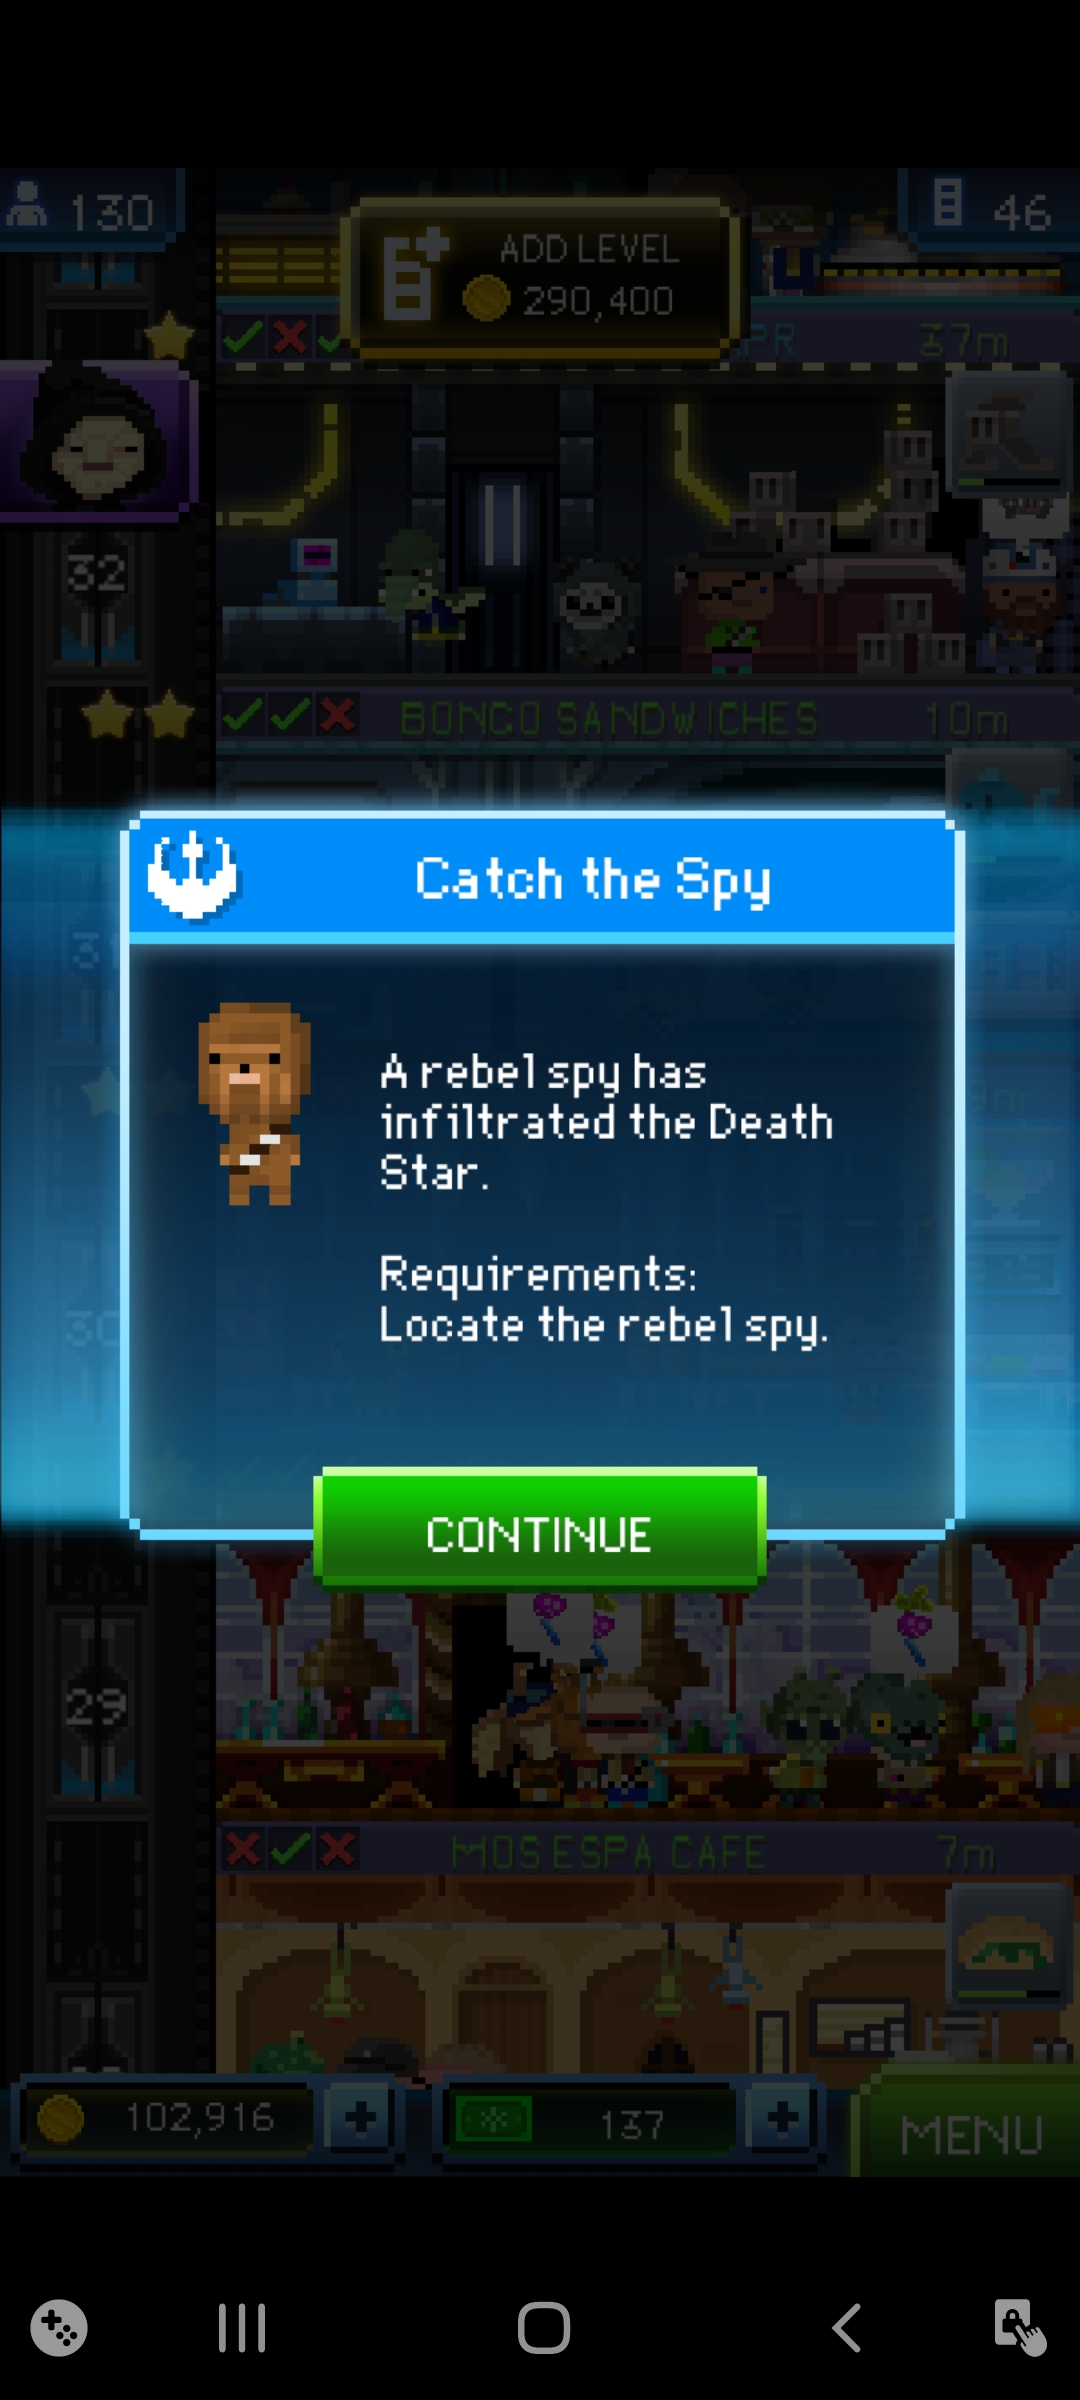 130
ADD LEVEL
290,400
46
37m
32
BONGO SANDWICHES 10m
Catch the Spy
A rebel spy has
infiltrated the Death
Star.
Requirements:
Locate the rebel spy.
30
CONTINUE
29
MOS ESPA CAFE 7m
102,916
137
MENU